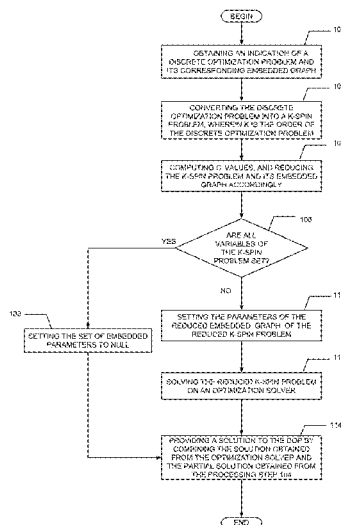 BEGIN
10
OBTAINING AN INDICATION OF A
DISCRETE OPTIMIZATION PROBLEM AND
ITS CORRESPONDING EMBEDDED GRAPH
10
CONVERTING THE DISCRETE
OPTIMIZATION PROBLEM INTO A K-SPIN
PROBLEM, WHEREIN K IS THE ORDER OF
THE DISCRETE OPTIMIZATION PROBLEM
10
COMPUTING VALUES, AND REDUCING
THE K-SPIN PROBLEM AND ITS EMBEDDED
GRAPH ACCORDINGLY
108
ARE ALL
VARIABLES OF
THE K-SPIN
PROBLEM SET?
YES
NO
11
SETTING THE PARAMETERS OF THE
REDUCED EMBEDDED GRAPH OF THE
REDUCED K-SPIN PROBLEM
SETTING THE SET OF EMBEDDED
PARAMETERS TO NULL
11
SOLVING THE REDUCED K-SPIN PROBLEM
ON AN OPTIMIZATION SOLVER
114
PROVIDING A SOLUTION TO THE DOP BY
COMBINING THE SOLUTION OBTAINED
FROM THE OPTIMIZATION SOLVER AND
THE PARTIAL SOLUTION OBTAINED FROM
THE PROCESSING STEP
END